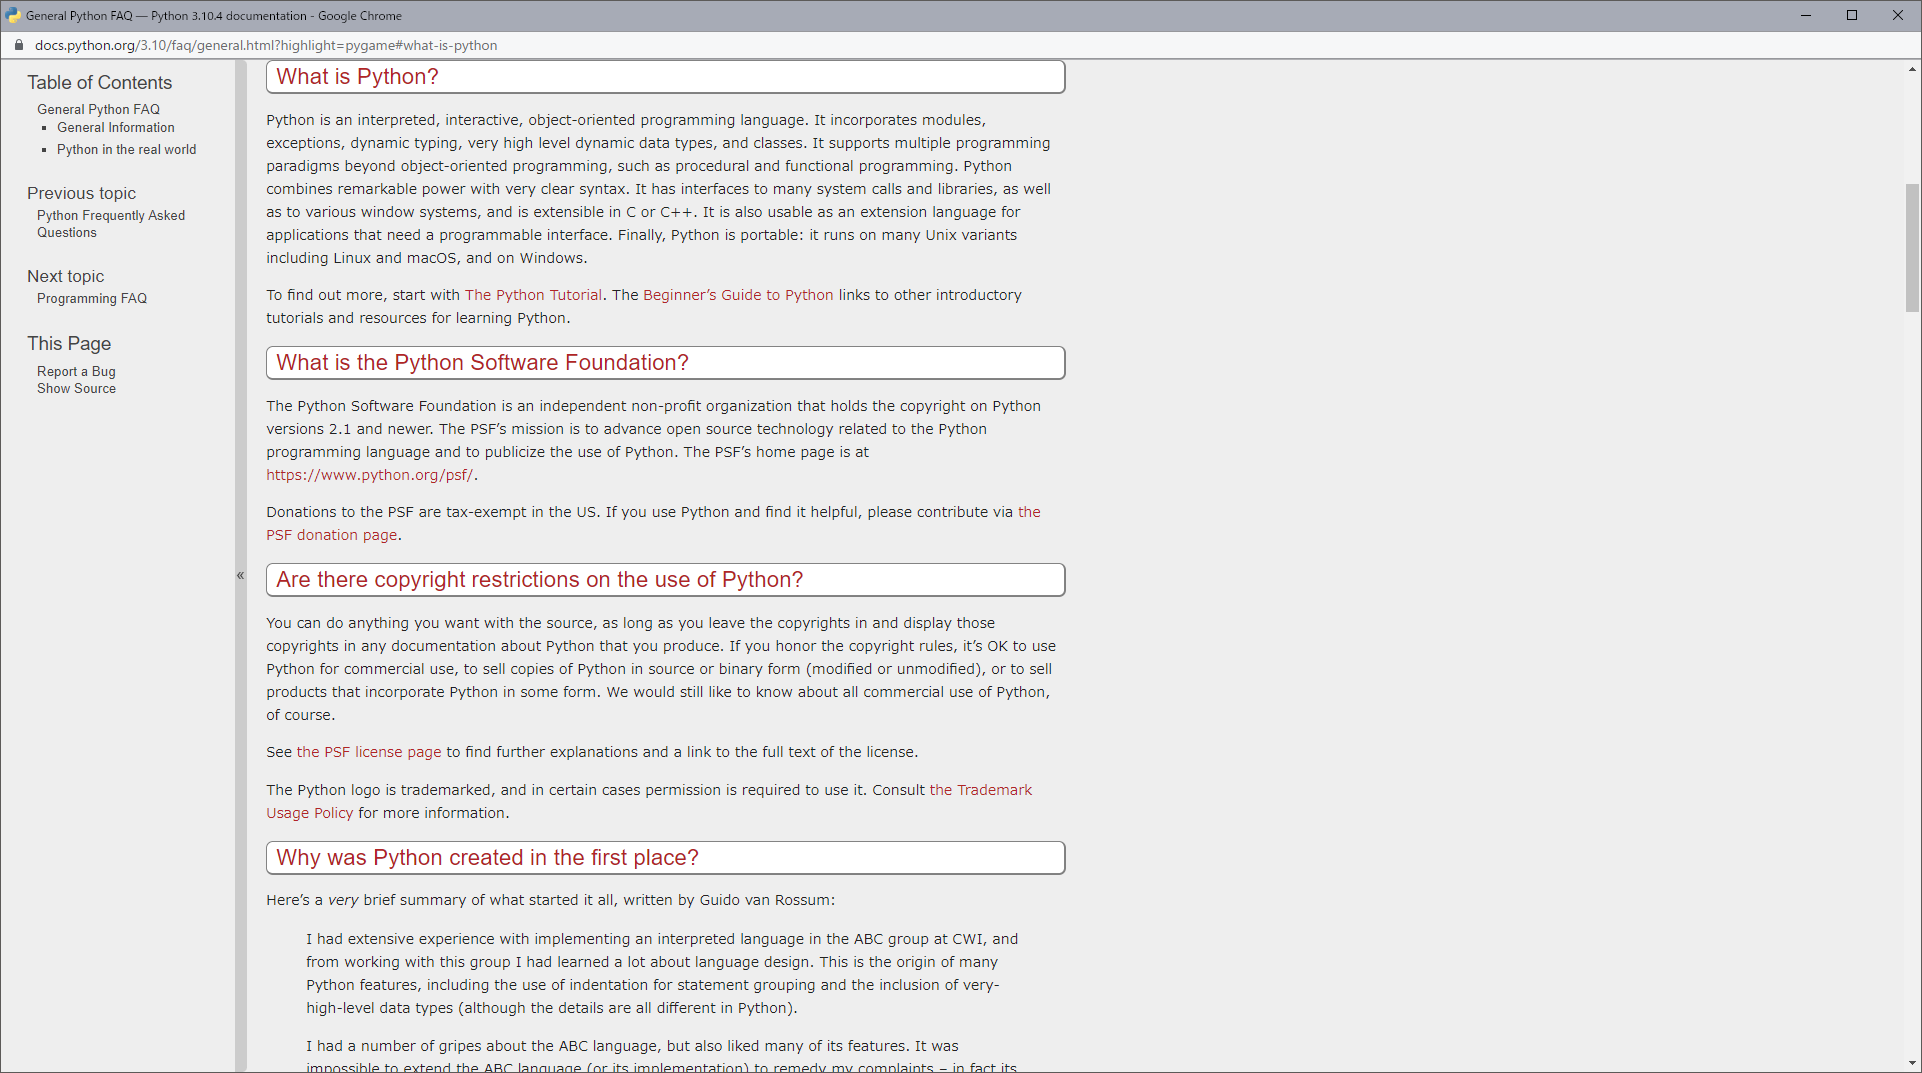 General Python FAQ — Python 3.10.4 documentation - Google Chrome
docs.python.org/3.10/faq/general.html?highlight=pygame#what-is-python
Table of Contents
General Python FAQ
General Information
Python in the real world
Previous topic
Python Frequently Asked
Questions
Next topic
Programming FAQ
This Page
Report a Bug
Show Source
«
What is Python?
Python is an interpreted, interactive, object-oriented programming language. It incorporates modules,
exceptions, dynamic typing, very high level dynamic data types, and classes. It supports multiple programming
paradigms beyond object-oriented programming, such as procedural and functional programming. Python
combines remarkable power with very clear syntax. It has interfaces to many system calls and libraries, as well
as to various window systems, and is extensible in C or C++. It is also usable as an extension language for
applications that need a programmable interface. Finally, Python is portable: it runs on many Unix variants
including Linux and macOS, and on Windows.
To find out more, start with The Python Tutorial. The Beginner’s Guide to Python links to other introductory
tutorials and resources for learning Python.
What is the Python Software Foundation?
The Python Software Foundation is an independent non-profit organization that holds the copyright on Python
versions 2.1 and newer. The PSF’s mission is to advance open source technology related to the Python
programming language and to publicize the use of Python. The PSF’s home page is at
https://www.python.org/psf/.
Donations to the PSF are tax-exempt in the US. If you use Python and find it helpful, please contribute via the
PSF donation page.
Are there copyright restrictions on the use of Python?
You can do anything you want with the source, as long as you leave the copyrights in and display those
copyrights in any documentation about Python that you produce. If you honor the copyright rules, it’s OK to use
Python for commercial use, to sell copies of Python in source or binary form (modified or unmodified), or to sell
products that incorporate Python in some form. We would still like to know about all commercial use of Python,
of course.
See the PSF license page to find further explanations and a link to the full text of the license.
The Python logo is trademarked, and in certain cases permission is required to use it. Consult the Trademark
Usage Policy for more information.
Why was Python created in the first place?
Here’s a very brief summary of what started it all, written by Guido van Rossum:
I had extensive experience with implementing an interpreted language in the ABC group at CWI, and
from working with this group I had learned a lot about language design. This is the origin of many
Python features, including the use of indentation for statement grouping and the inclusion of very-
high-level data types (although the details are all different in Python).
I had a number of gripes about the ABC language, but also liked many of its features. It was
impossible to extend the ABC language (or its implementation) to remedy my complaints – in fact its